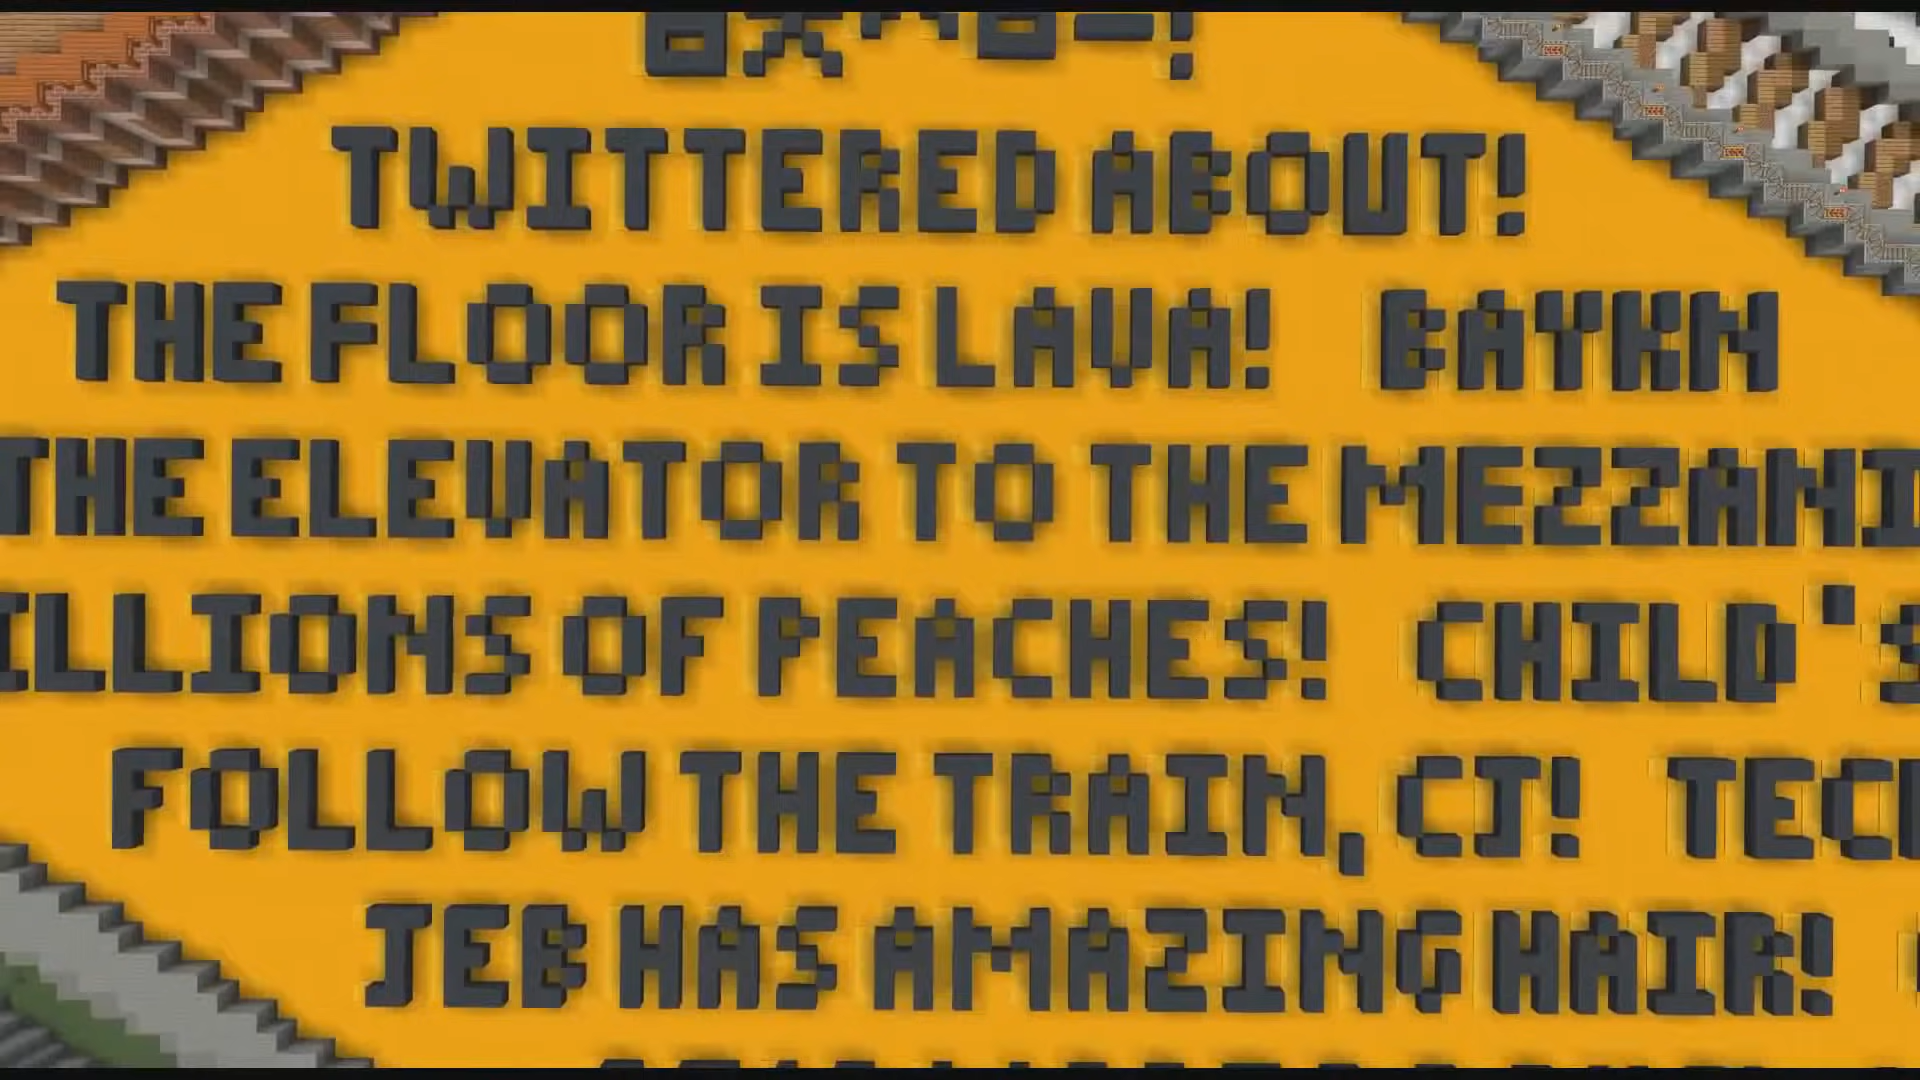 TWITTERED ABOUT!
THE FLOOR IS LAVA! BAYKN
THE ELEVATOR TO THE MEZZANI
ILLIONS OF PEACHES! CHILD'S
FOLLOW THE TRAIN, CJ! TECH
JEB HAS AMAZING HAIR!